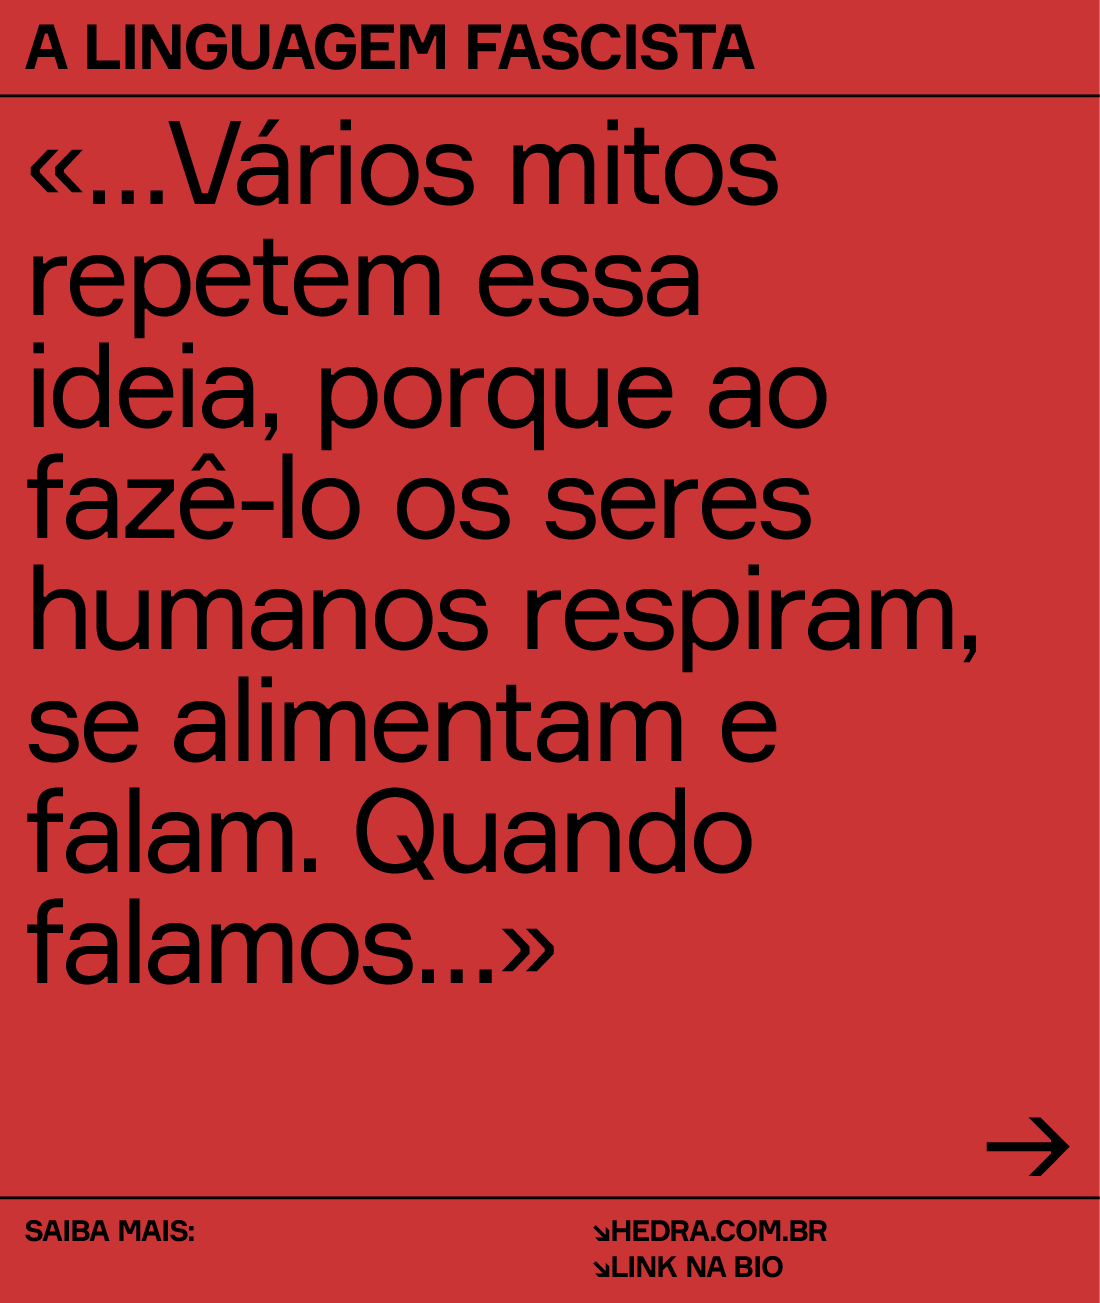 A LINGUAGEM FASCISTA
«...Vários mitos
repetem essa
ideia, porque ao
fazê-lo os seres
humanos respiram,
se alimentam e
falam. Quando
falamos...»
→
SAIBA MAIS:
↘HEDRA.COM.BR
↘LINK NA BIO